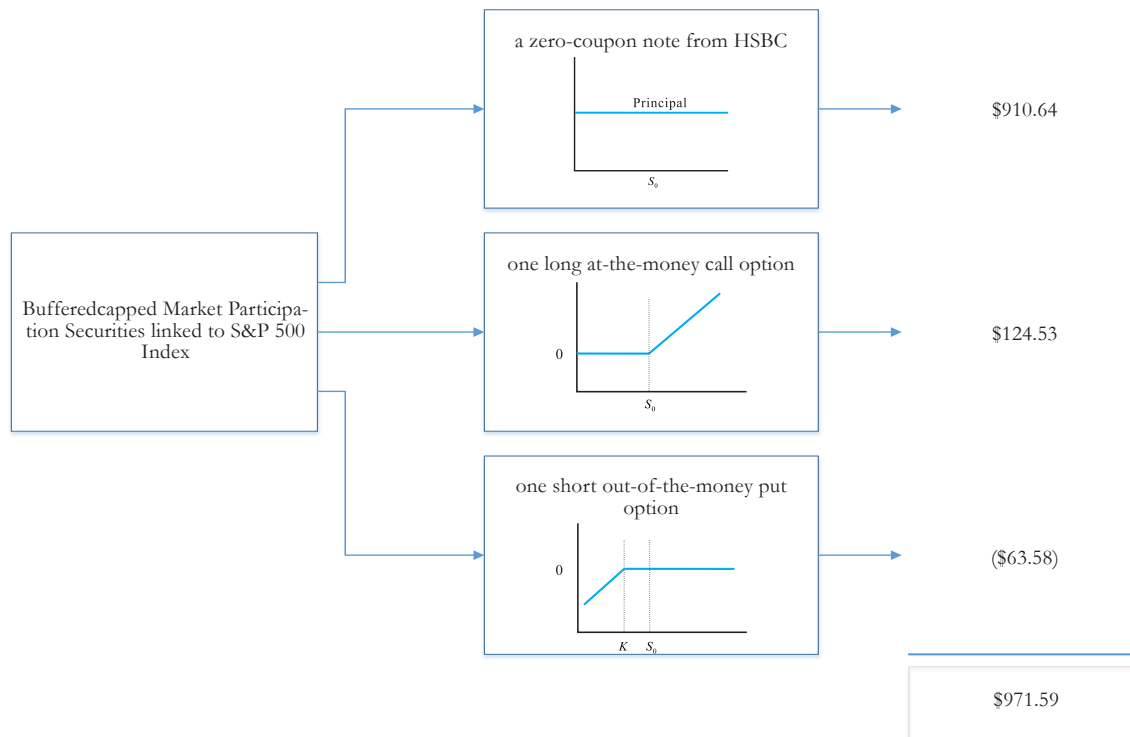 a zero-coupon note from HSBC
Principal
S₀
$910.64
Bufferedcapped Market Participa-
tion Securities linked to S&P 500
Index
one long at-the-money call option
0
S₀
$124.53
one short out-of-the-money put
option
0
K S₀
($63.58)
$971.59